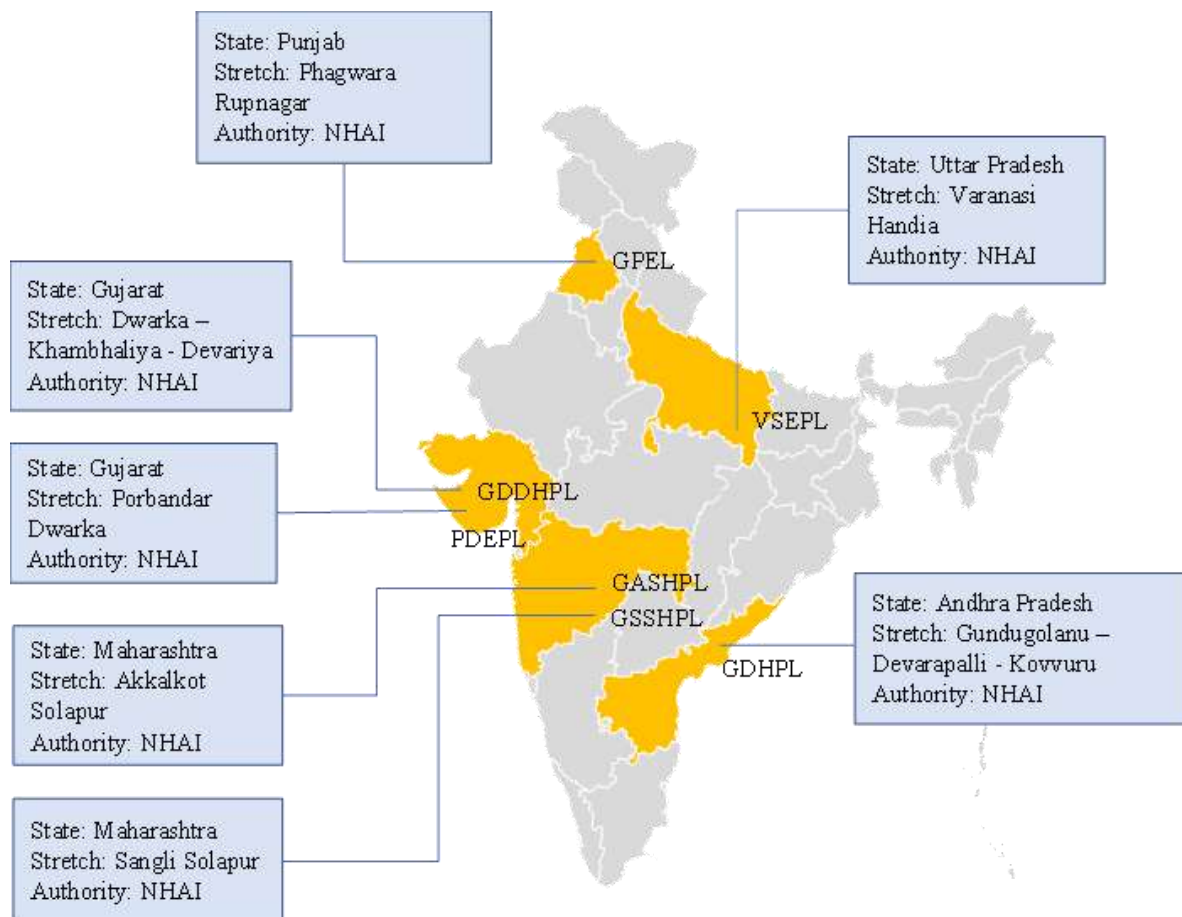 State: Punjab
Stretch: Phagwara
Rupnagar
Authority: NHAI
State: Uttar Pradesh
Stretch: Varanasi
Handia
Authority: NHAI
GPEL
State: Gujarat
Stretch: Dwarka –
Khambhaliya - Devariya
Authority: NHAI
VSEPL
State: Gujarat
Stretch: Porbandar
Dwarka
Authority: NHAI
GDDHPL
PDEPL
GASHPL
GSSHPL
State: Andhra Pradesh
Stretch: Gundugolanu –
Devarapalli - Kovvuru
Authority: NHAI
GDHPL
State: Maharashtra
Stretch: Akkalkot
Solapur
Authority: NHAI
State: Maharashtra
Stretch: Sangli Solapur
Authority: NHAI